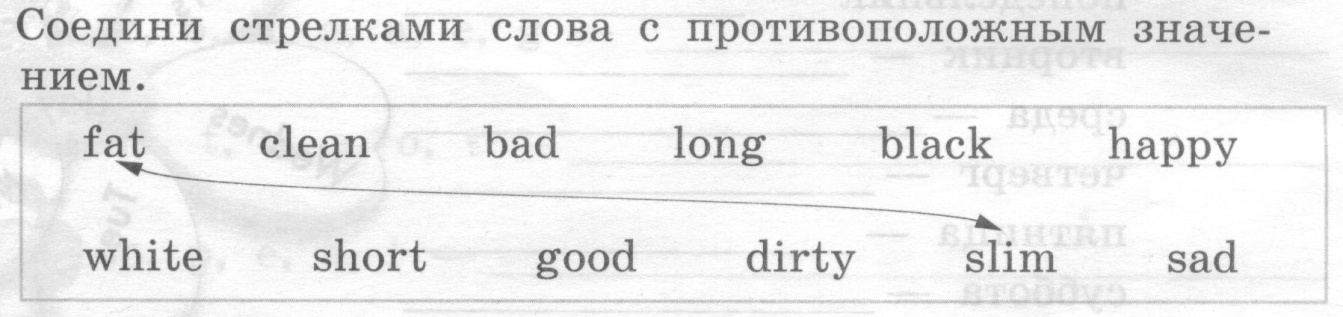 Соедини стрелками слова с противоположным значе-
нием.
fat clean bad long black happy
white short good dirty slim sad